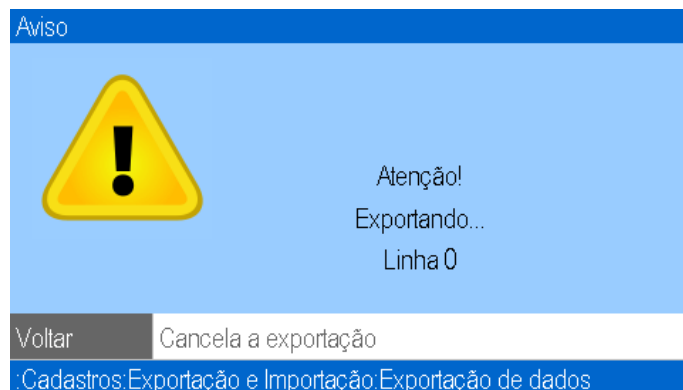 Aviso
Atenção!
Exportando...
Linha 0
Voltar Cancela a exportação
:Cadastros:Exportação e Importação:Exportação de dados